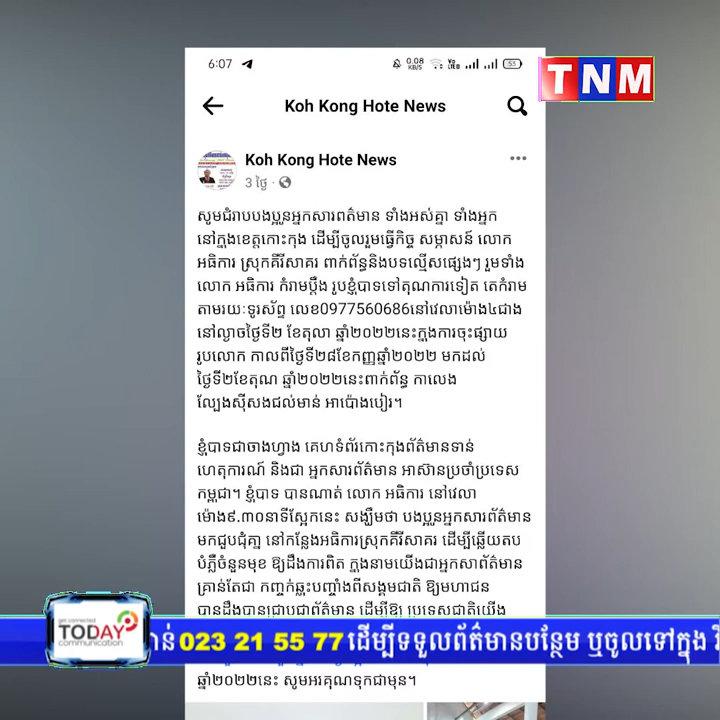 6:07
0.08 KB/S
Vo LTE
53
TNM
Koh Kong Hote News
Koh Kong Hote News
3 ថ្ងៃ ·
សូមជំរាបបងប្អូនអ្នកសារពត៌មាន ទាំងអស់គ្នា ទាំងអ្នក
នៅក្នុងខេត្តកោះកុង ដើម្បីចូលរួមធ្វើកិច្ច សម្ភាសន៍ លោក
អធិការ ស្រុកគីរីសាគរ ពាក់ព័ន្ធនិងបទល្មើសផ្សេងៗ រួមទាំង
លោក អធិការ កំរាមប្តឹង រូបខ្ញុំបាទទៅតុណការទៀត តេកំរាម
តាមរយៈទូរស័ព្ទ លេខ0977560686នៅវេលាម៉ោង៤ជាង
នៅល្ងាចថ្ងៃទី២ ខែតុលា ឆ្នាំ២០២២នេះក្នុងការចុះផ្សាយ
រូបលោក កាលពីថ្ងៃទី២៨ខែកញ្ញាឆ្នាំ២០២២ មកដល់
ថ្ងៃទី២ខែតុណ ឆ្នាំ២០២២នេះពាក់ព័ន្ធ កាលេង
ល្បែងស៊ីសងជល់មាន់ អាប៉ោងបៀរ។
ខ្ញុំបាទជាចាងហ្វាង គេហទំព័រកោះកុងព័ត៌មានទាន់
ហេតុការណ៍ និងជា អ្នកសារព័ត៌មាន អាស៊ានប្រចាំប្រទេស
កម្ពុជា។ ខ្ញុំបាទ បានណាត់ លោក អធិការ នៅវេលា
ម៉ោង៩.៣០នាទីស្អែកនេះ សង្ឃឹមថា បងប្អូនអ្នកសារព័ត៌មាន
មកជួបជុំគ្នា នៅកន្លែងអធិការស្រុកគីរីសាគរ ដើម្បីឆ្លើយតប
បំភ្លឺចំនួនមុខ ឱ្យដឹងការពិត ក្នុងនាមយើងជាអ្នកសាព័ត៌មាន
គ្រាន់តែជា កញ្ចក់ឆ្លុះបញ្ចាំងពីសង្គមជាតិ ឱ្យមហាជន
បានដឹងបានជ្រាបជាព័ត៌មាន ដើម្បីឱ្យ ប្រទេសជាតិយើង
get connected
TODAY
communication
ាន់ 023 21 55 77 ដើម្បីទទួលព័ត៌មានបន្ថែម ឬចូលទៅក្នុង វ
ឆ្នាំ២០២២នេះ សូមអរគុណទុកជាមុន។